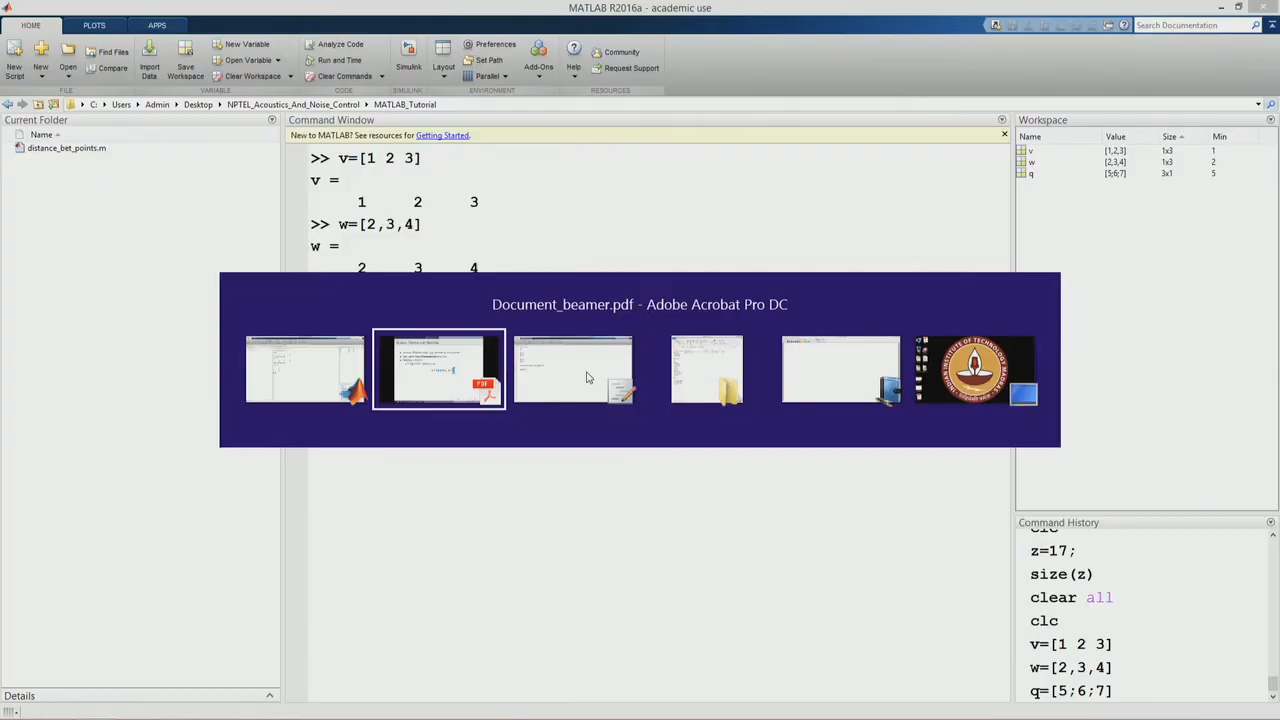 MATLAB R2016a - academic use
HOME
PLOTS
APPS
Search Documentation
New Script
New
Open
Find Files
Compare
FILE
Import Data
Save Workspace
New Variable
Open Variable
Clear Workspace
VARIABLE
Analyze Code
Run and Time
Clear Commands
CODE
Simulink
SIMULINK
Layout
Preferences
Set Path
Parallel
ENVIRONMENT
Add-Ons
Help
Community
Request Support
RESOURCES
C: Users Admin Desktop NPTEL_Acoustics_And_Noise_Control MATLAB_Tutorial
Current Folder
Name
distance_bet_points.m
Details
Command Window
New to MATLAB? See resources for Getting Started.
>> v=[1 2 3]
v =
1 2 3
>> w=[2,3,4]
w =
2 3 4
Document_beamer.pdf - Adobe Acrobat Pro DC
PDF
Workspace
Name Value Size Min
v [1,2,3] 1x3 1
w [2,3,4] 1x3 2
q [5;6;7] 3x1 5
Command History
clc
z=17;
size(z)
clear all
clc
v=[1 2 3]
w=[2,3,4]
q=[5;6;7]